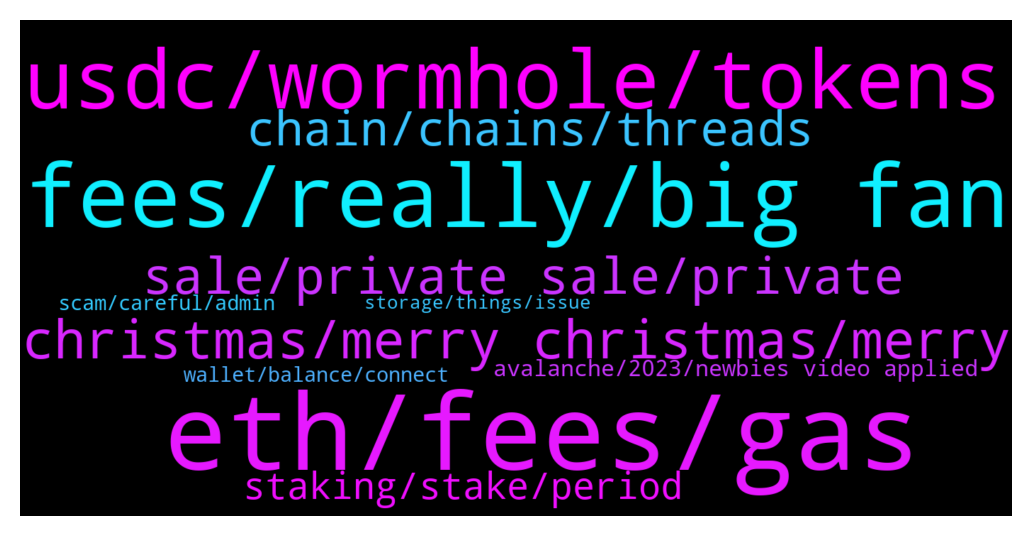 usdc/wormhole/tokens
chain/chains/threads
fees/really/big fan
sale/private sale/private
scam/careful/admin
storage/things/issue
christmas/merry christmas/merry
avalanche/2023/newbies video applied
wallet/balance/connect
eth/fees/gas
staking/stake/period